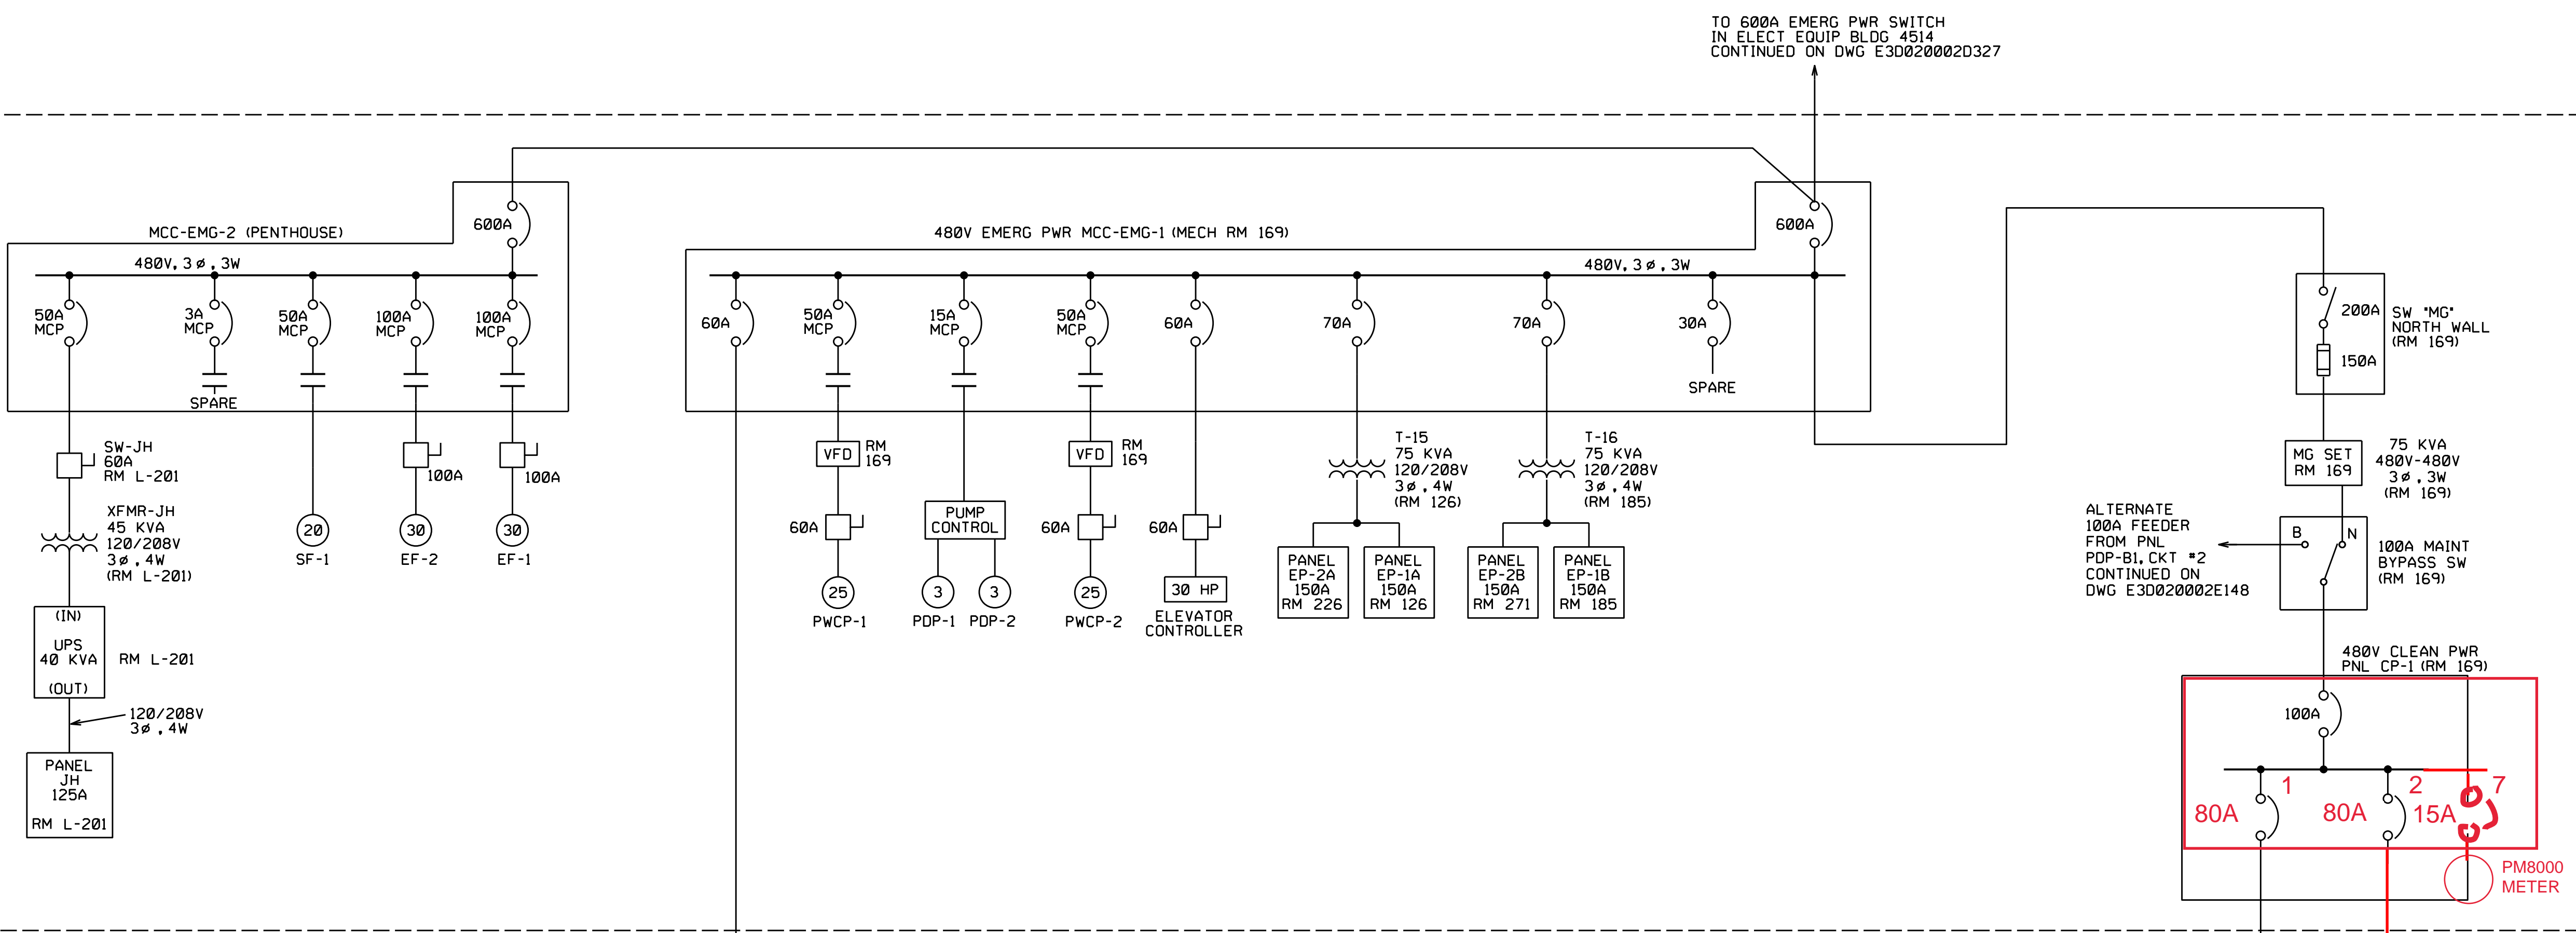 TO 600A EMERG PWR SWITCH
IN ELECT EQUIP BLDG 4514
CONTINUED ON DWG E3D020002D327
MCC-EMG-2 (PENTHOUSE)
600A
480V,3ø,3W
50A
MCP
3A
MCP
50A
MCP
100A
MCP
100A
MCP
SPARE
SW-JH
60A
RM L-201
100A
100A
XFMR-JH
45 KVA
120/208V
3ø,4W
(RM L-201)
20
SF-1
30
EF-2
30
EF-1
(IN)
UPS
40 KVA
(OUT)
RM L-201
120/208V
3ø,4W
PANEL
JH
125A
RM L-201
480V EMERG PWR MCC-EMG-1 (MECH RM 169)
600A
480V,3ø,3W
60A
50A
MCP
15A
MCP
50A
MCP
60A
70A
70A
30A
SPARE
VFD
RM
169
VFD
RM
169
T-15
75 KVA
120/208V
3ø,4W
(RM 126)
T-16
75 KVA
120/208V
3ø,4W
(RM 185)
60A
PUMP
CONTROL
60A
60A
25
PWCP-1
3
PDP-1
3
PDP-2
25
PWCP-2
30 HP
ELEVATOR
CONTROLLER
PANEL
EP-2A
150A
RM 226
PANEL
EP-1A
150A
RM 126
PANEL
EP-2B
150A
RM 271
PANEL
EP-1B
150A
RM 185
200A
150A
SW "MG"
NORTH WALL
(RM 169)
MG SET
RM 169
75 KVA
480V-480V
3ø,3W
(RM 169)
ALTERNATE
100A FEEDER
FROM PNL
PDP-B1,CKT #2
CONTINUED ON
DWG E3D020002E148
B
N
100A MAINT
BYPASS SW
(RM 169)
480V CLEAN PWR
PNL CP-1 (RM 169)
100A
1
2
7
80A
80A
15A
PM8000
METER